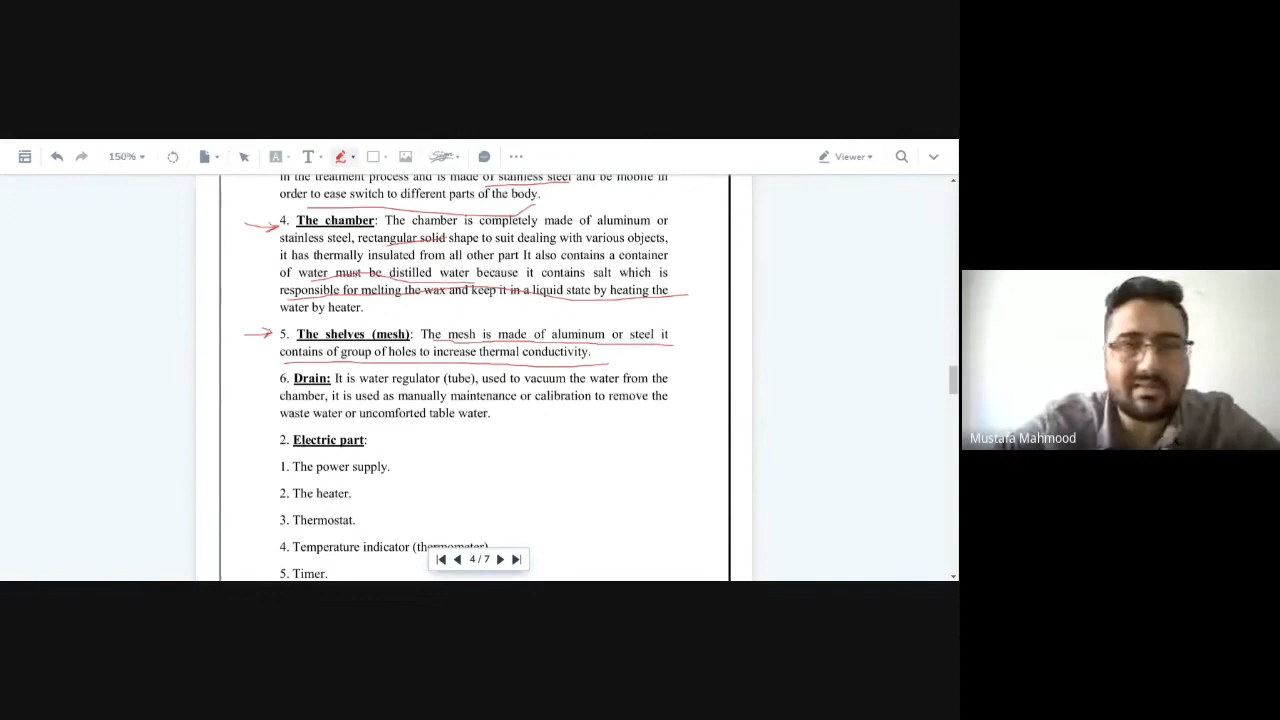 150%
Viewer
in the treatment process and is made of stainless steel and be mobile in
order to ease switch to different parts of the body.
4. The chamber: The chamber is completely made of aluminum or
stainless steel, rectangular solid shape to suit dealing with various objects,
it has thermally insulated from all other part It also contains a container
of water must be distilled water because it contains salt which is
responsible for melting the wax and keep it in a liquid state by heating the
water by heater.
5. The shelves (mesh): The mesh is made of aluminum or steel it
contains of group of holes to increase thermal conductivity.
6. Drain: It is water regulator (tube), used to vacuum the water from the
chamber, it is used as manually maintenance or calibration to remove the
waste water or uncomforted table water.
2. Electric part:
1. The power supply.
2. The heater.
3. Thermostat.
4. Temperature indicator (thermometer)
5. Timer.
4 / 7
Mustafa Mahmood